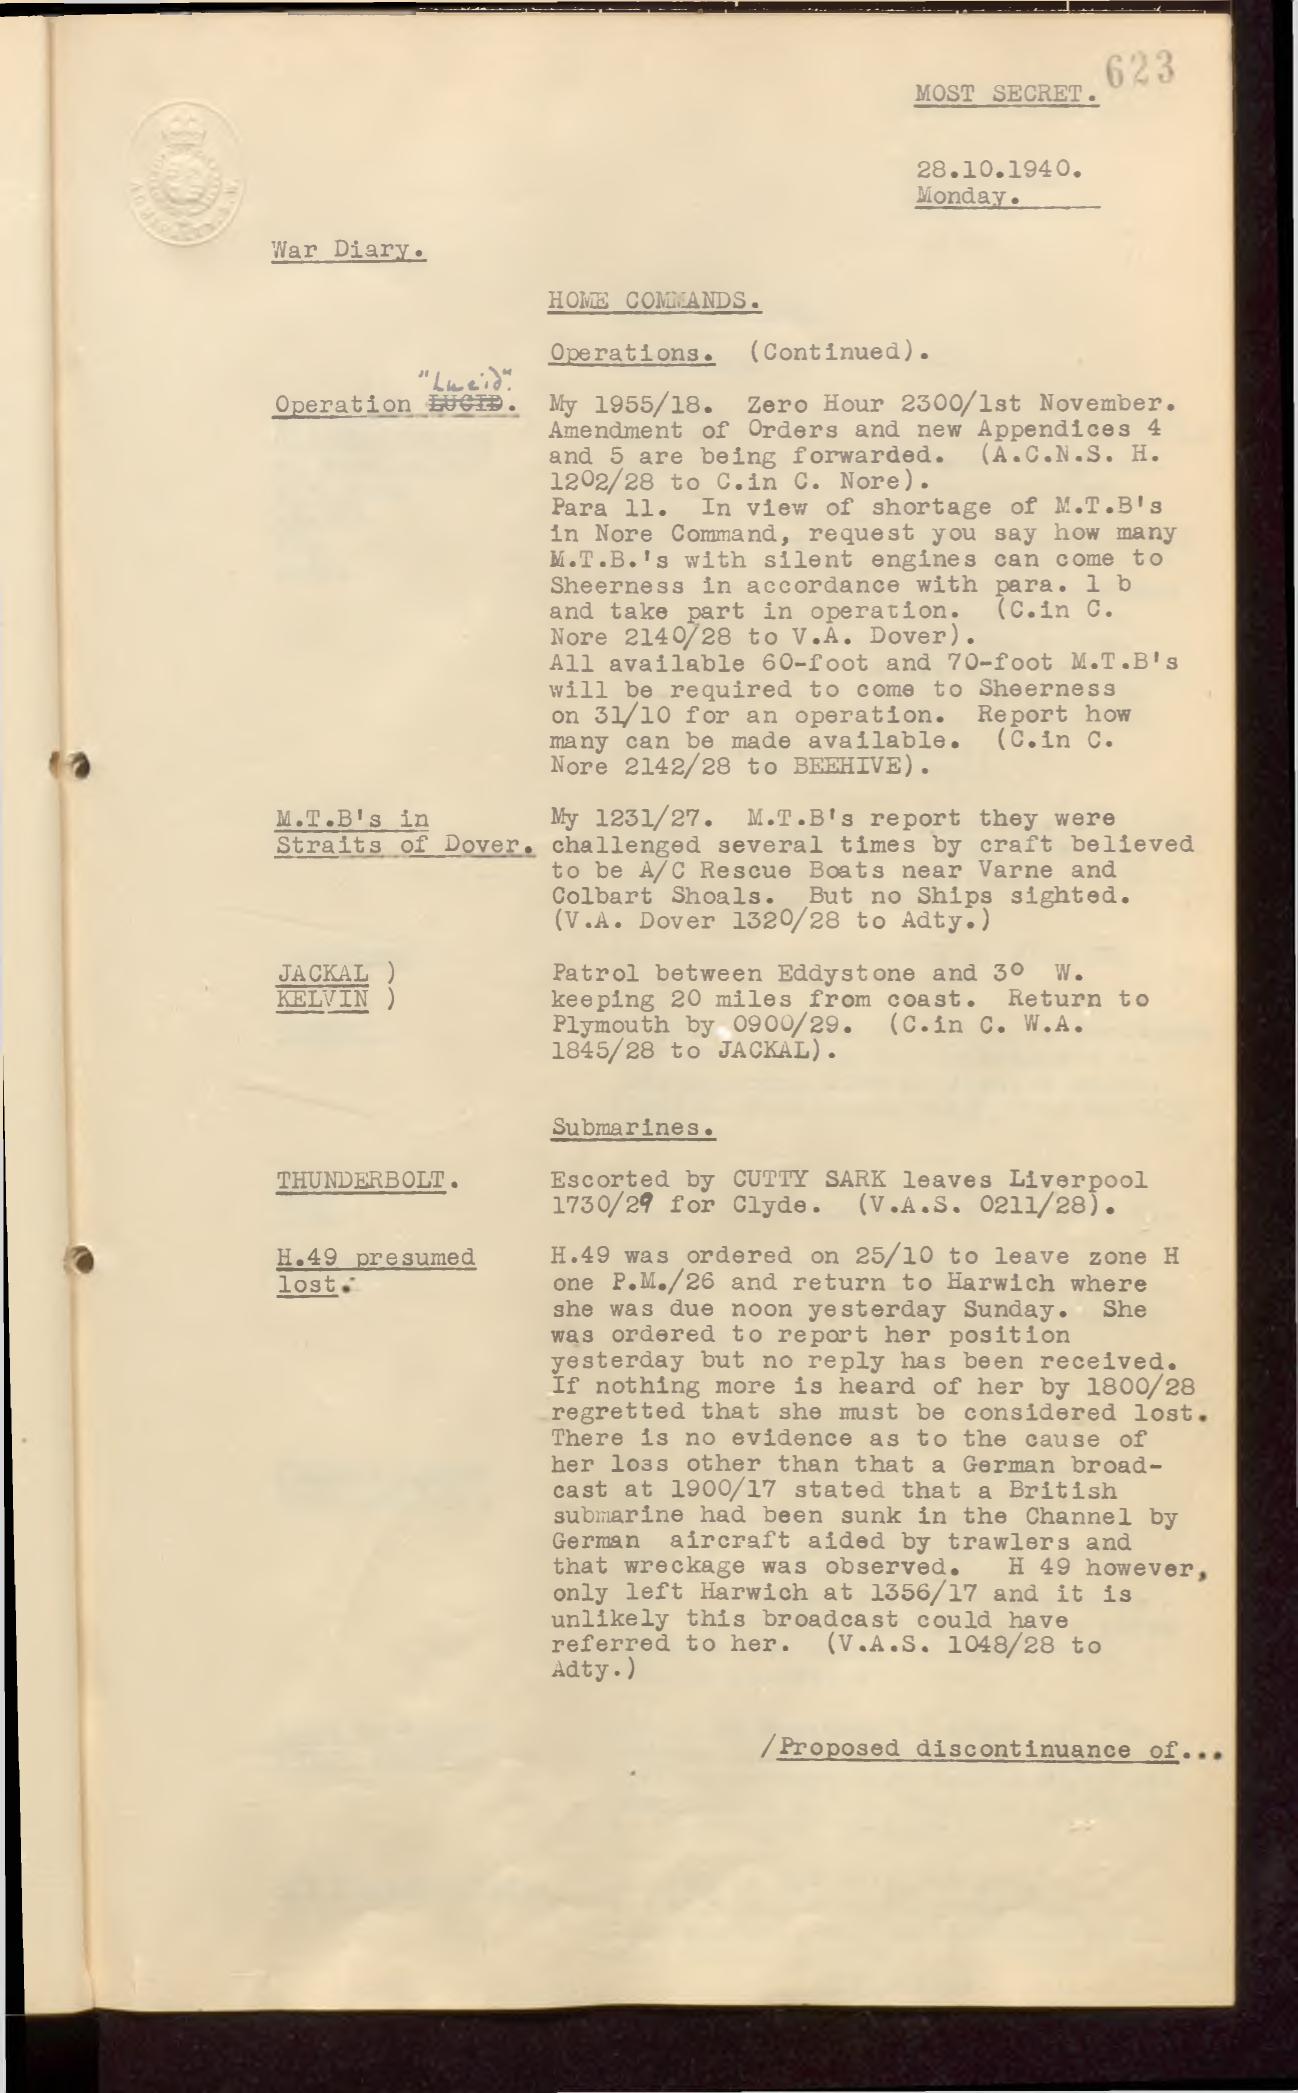 623
MOST SECRET.
28.10.1940.
Monday.
War Diary.
HOME COMMANDS.
Operations. (Continued).
"Lucid".
Operation LUCID. My 1955/18. Zero Hour 2300/1st November.
Amendment of Orders and new Appendices 4
and 5 are being forwarded. (A.C.N.S. H.
1202/28 to C.in C. Nore).
Para 11. In view of shortage of M.T.B's
in Nore Command, request you say how many
M.T.B.'s with silent engines can come to
Sheerness in accordance with para. 1 b
and take part in operation. (C.in C.
Nore 2140/28 to V.A. Dover).
All available 60-foot and 70-foot M.T.B's
will be required to come to Sheerness
on 31/10 for an operation. Report how
many can be made available. (C.in C.
Nore 2142/28 to BEEHIVE).
M.T.B's in My 1231/27. M.T.B's report they were
Straits of Dover. challenged several times by craft believed
to be A/C Rescue Boats near Varne and
Colbart Shoals. But no Ships sighted.
(V.A. Dover 1320/28 to Adty.)
JACKAL ) Patrol between Eddystone and 3° W.
KELVIN ) keeping 20 miles from coast. Return to
Plymouth by 0900/29. (C.in C. W.A.
1845/28 to JACKAL).
Submarines.
THUNDERBOLT. Escorted by CUTTY SARK leaves Liverpool
1730/29 for Clyde. (V.A.S. 0211/28).
H.49 presumed H.49 was ordered on 25/10 to leave zone H
lost. one P.M./26 and return to Harwich where
she was due noon yesterday Sunday. She
was ordered to report her position
yesterday but no reply has been received.
If nothing more is heard of her by 1800/28
regretted that she must be considered lost.
There is no evidence as to the cause of
her loss other than that a German broad-
cast at 1900/17 stated that a British
submarine had been sunk in the Channel by
German aircraft aided by trawlers and
that wreckage was observed. H 49 however,
only left Harwich at 1356/17 and it is
unlikely this broadcast could have
referred to her. (V.A.S. 1048/28 to
Adty.)
/Proposed discontinuance of...